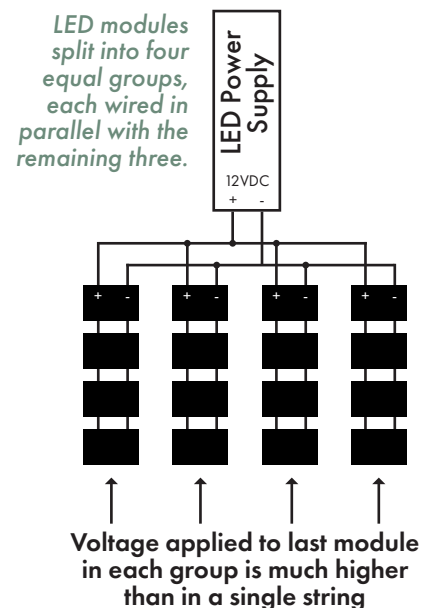 LED modules
split into four
equal groups,
each wired in
parallel with the
remaining three.
LED Power
Supply
12VDC
+ -
+ - + - + - + -
Voltage applied to last module
in each group is much higher
than in a single string